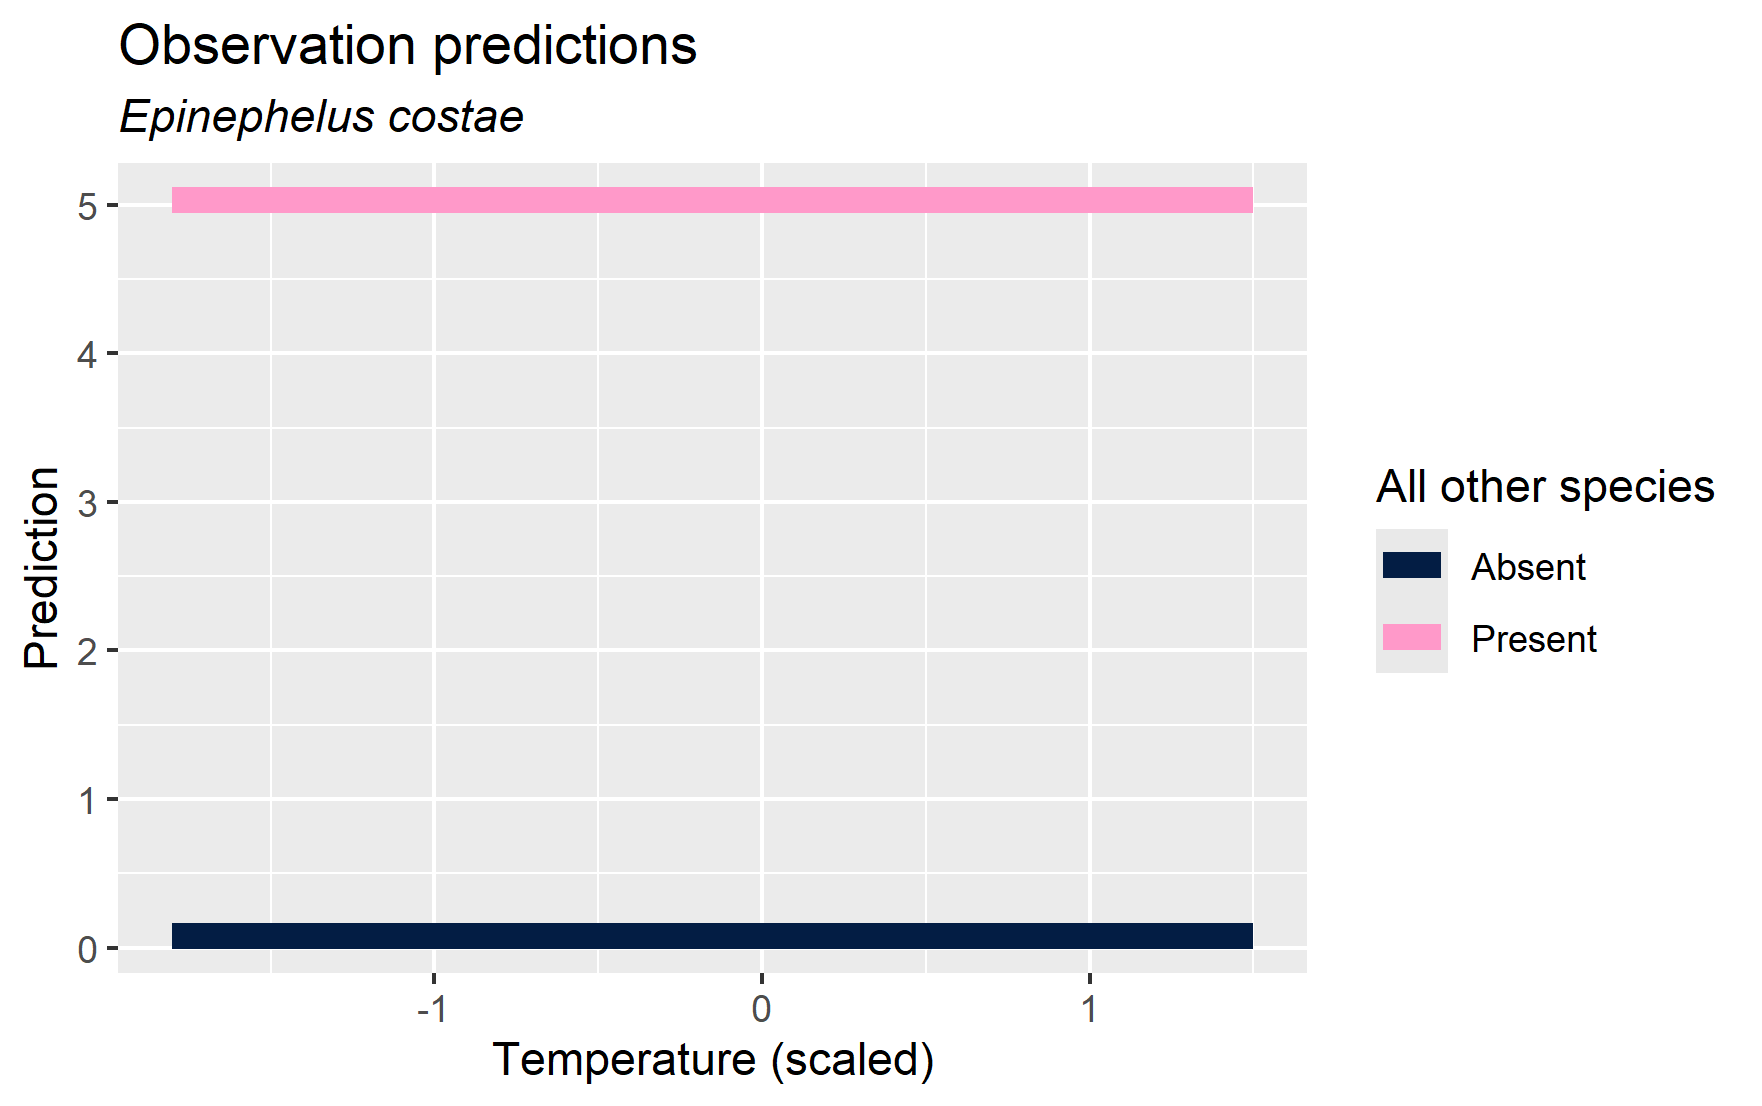 Observation predictions
Epinephelus costae
Prediction
5
4
3
2
1
0
-1 0 1
Temperature (scaled)
All other species
Absent
Present